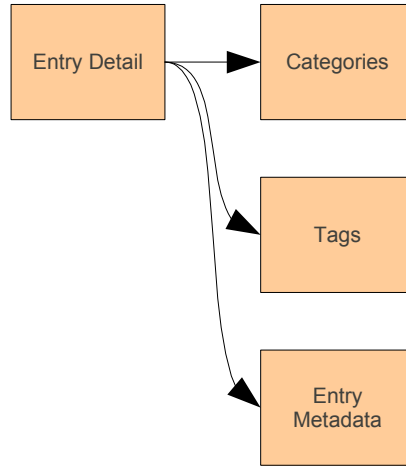 Entry Detail
Categories
Tags
Entry
Metadata